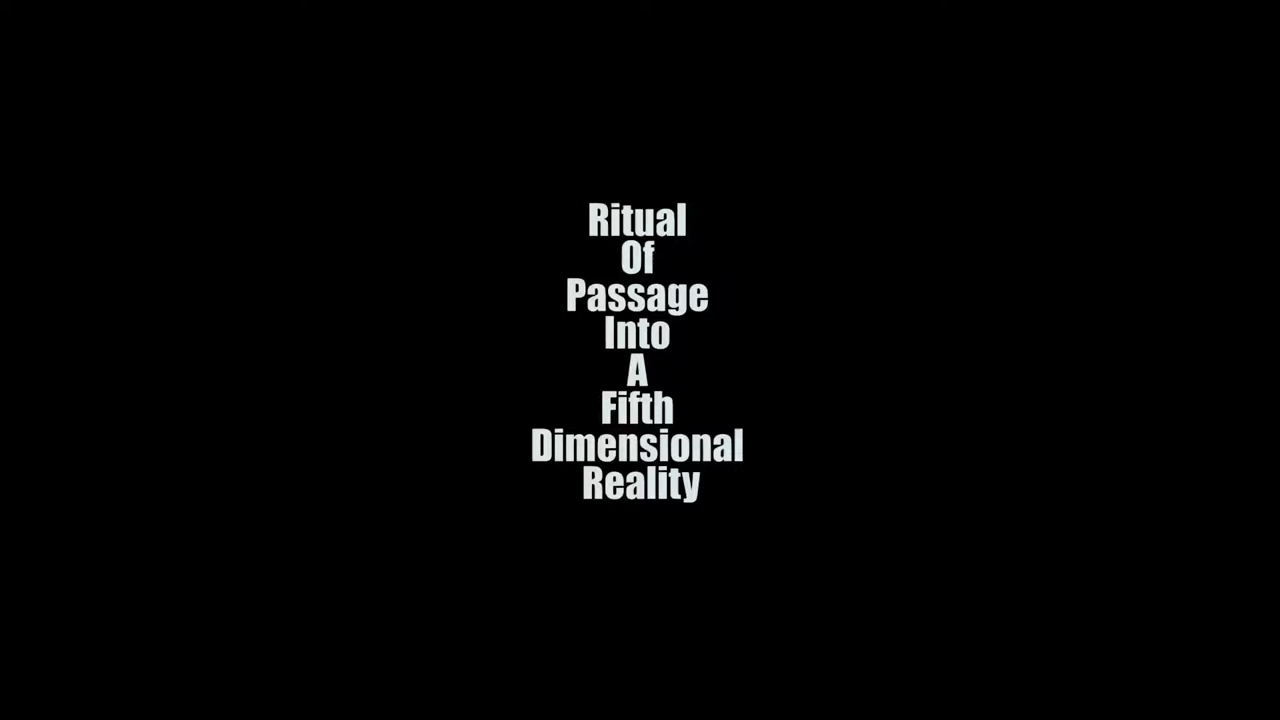 Ritual
Of
Passage
Into
A
Fifth
Dimensional
Reality